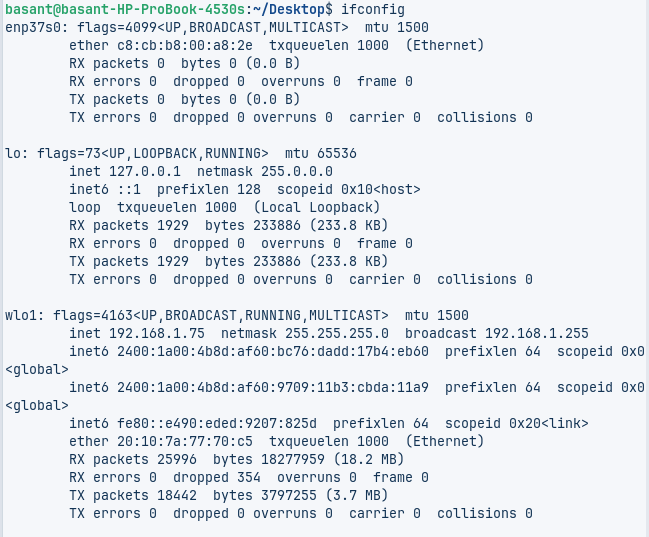 basant@basant-HP-ProBook-4530s:~/Desktop$ ifconfig
enp37s0: flags=4099<UP,BROADCAST,MULTICAST>  mtu 1500
        ether c8:cb:b8:00:a8:2e  txqueuelen 1000  (Ethernet)
        RX packets 0  bytes 0 (0.0 B)
        RX errors 0  dropped 0  overruns 0  frame 0
        TX packets 0  bytes 0 (0.0 B)
        TX errors 0  dropped 0 overruns 0  carrier 0  collisions 0

lo: flags=73<UP,LOOPBACK,RUNNING>  mtu 65536
        inet 127.0.0.1  netmask 255.0.0.0
        inet6 ::1  prefixlen 128  scopeid 0x10<host>
        loop  txqueuelen 1000  (Local Loopback)
        RX packets 1929  bytes 233886 (233.8 KB)
        RX errors 0  dropped 0  overruns 0  frame 0
        TX packets 1929  bytes 233886 (233.8 KB)
        TX errors 0  dropped 0 overruns 0  carrier 0  collisions 0

wlo1: flags=4163<UP,BROADCAST,RUNNING,MULTICAST>  mtu 1500
        inet 192.168.1.75  netmask 255.255.255.0  broadcast 192.168.1.255
        inet6 2400:1a00:4b8d:af60:bc76:dadd:17b4:eb60  prefixlen 64  scopeid 0x0
<global>
        inet6 2400:1a00:4b8d:af60:9709:11b3:cbda:11a9  prefixlen 64  scopeid 0x0
<global>
        inet6 fe80::e490:eded:9207:825d  prefixlen 64  scopeid 0x20<link>
        ether 20:10:7a:77:70:c5  txqueuelen 1000  (Ethernet)
        RX packets 25996  bytes 18277959 (18.2 MB)
        RX errors 0  dropped 354  overruns 0  frame 0
        TX packets 18442  bytes 3797255 (3.7 MB)
        TX errors 0  dropped 0 overruns 0  carrier 0  collisions 0